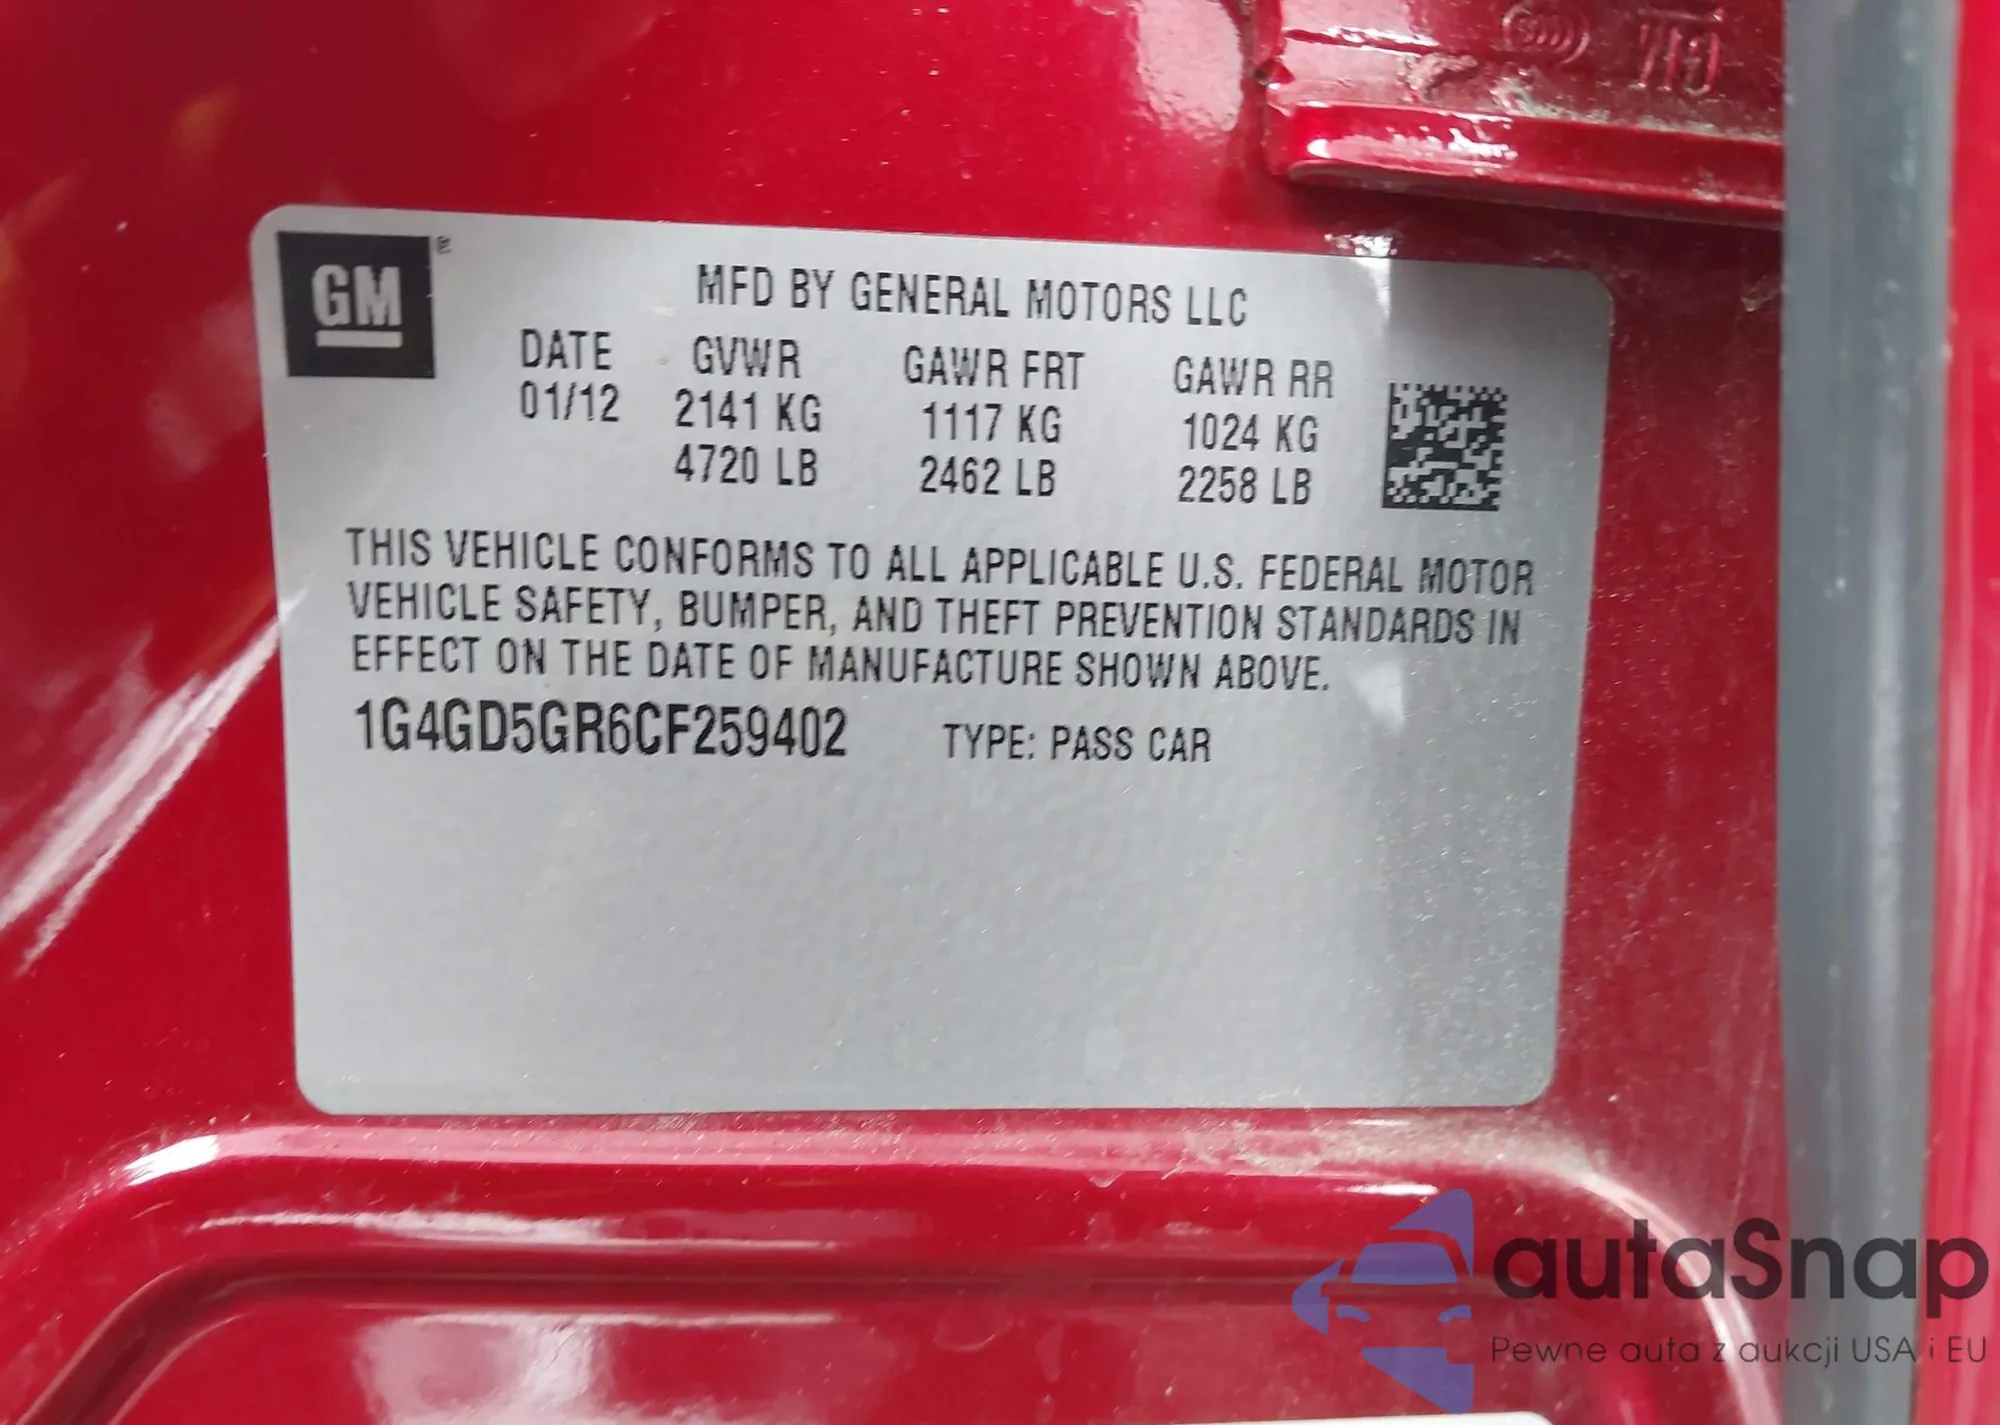 GM
MFD BY GENERAL MOTORS LLC
DATE GVWR GAWR FRT GAWR RR
01/12 2141 KG 1117 KG 1024 KG
4720 LB 2462 LB 2258 LB
THIS VEHICLE CONFORMS TO ALL APPLICABLE U.S. FEDERAL MOTOR
VEHICLE SAFETY, BUMPER, AND THEFT PREVENTION STANDARDS IN
EFFECT ON THE DATE OF MANUFACTURE SHOWN ABOVE.
1G4GD5GR6CF259402 TYPE: PASS CAR
autaSnap
Pewne auta z aukcji USA i EU